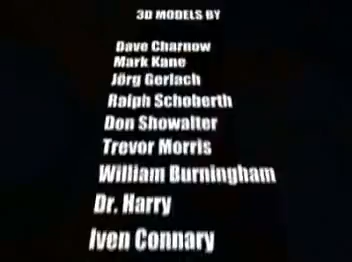 3D MODELS BY
Dave Charnow
Mark Kane
Jörg Gerlach
Ralph Schoberth
Don Showalter
Trevor Morris
William Burningham
Dr. Harry
Iven Connary